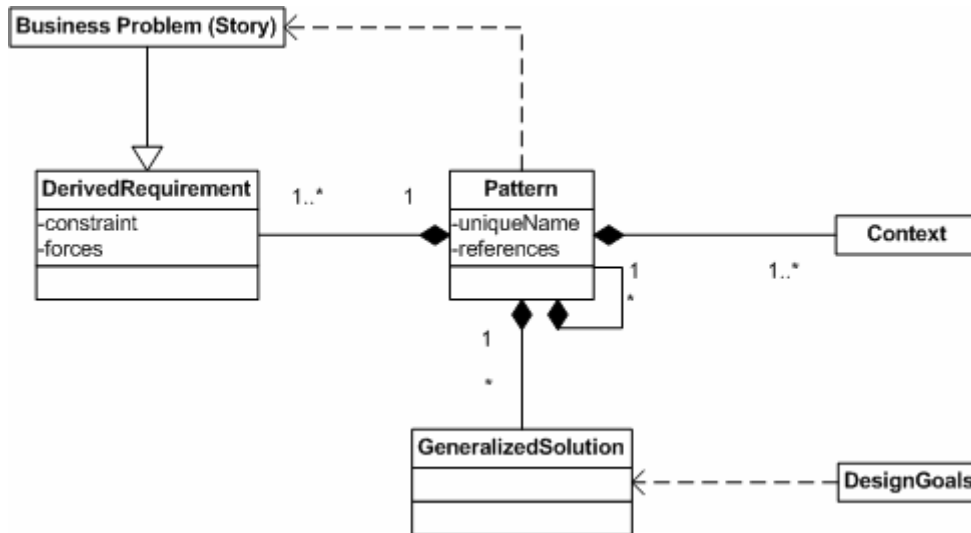 Business Problem (Story)
DerivedRequirement
-constraint
-forces
1..*
1
Pattern
-uniqueName
-references
Context
1..*
1
*
1
*
GeneralizedSolution
DesignGoals